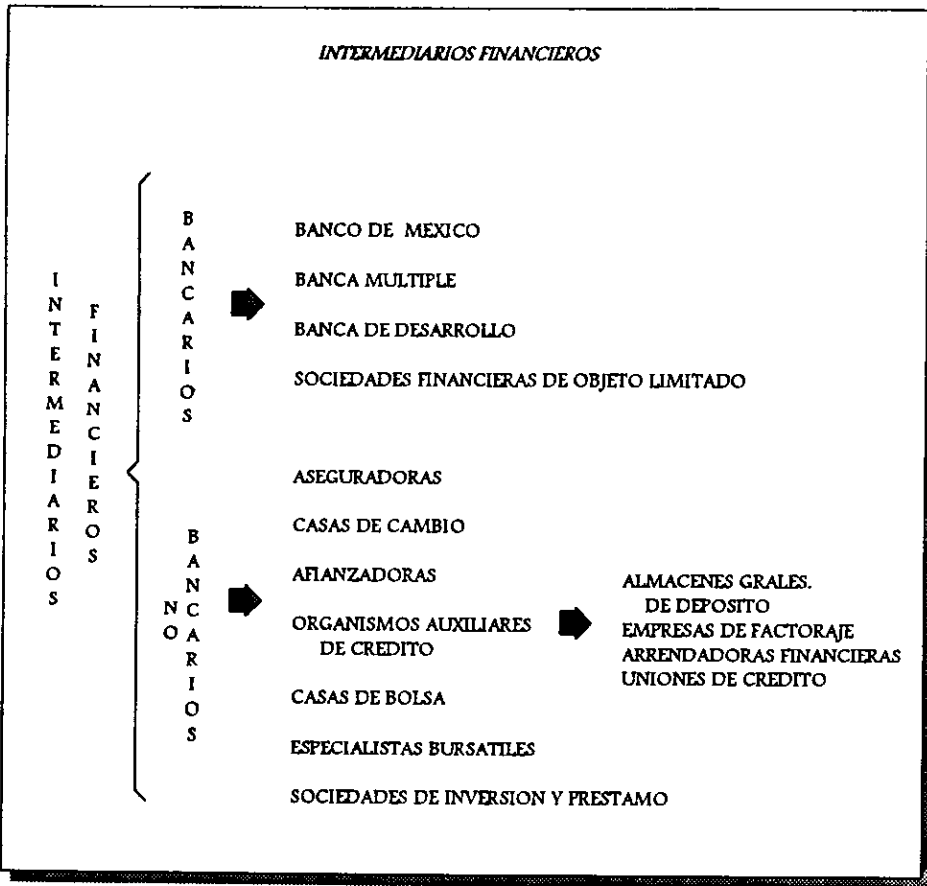 INTERMEDIARIOS FINANCIEROS
INTERMEDIARIOS
FINANCIEROS
BANCARIOS
BANCO DE MEXICO
BANCA MULTIPLE
BANCA DE DESARROLLO
SOCIEDADES FINANCIERAS DE OBJETO LIMITADO
NO
BANCARIOS
ASEGURADORAS
CASAS DE CAMBIO
AFIANZADORAS
ORGANISMOS AUXILIARES
DE CREDITO
ALMACENES GRALES.
DE DEPOSITO
EMPRESAS DE FACTORAJE
ARRENDADORAS FINANCIERAS
UNIONES DE CREDITO
CASAS DE BOLSA
ESPECIALISTAS BURSATILES
SOCIEDADES DE INVERSION Y PRESTAMO